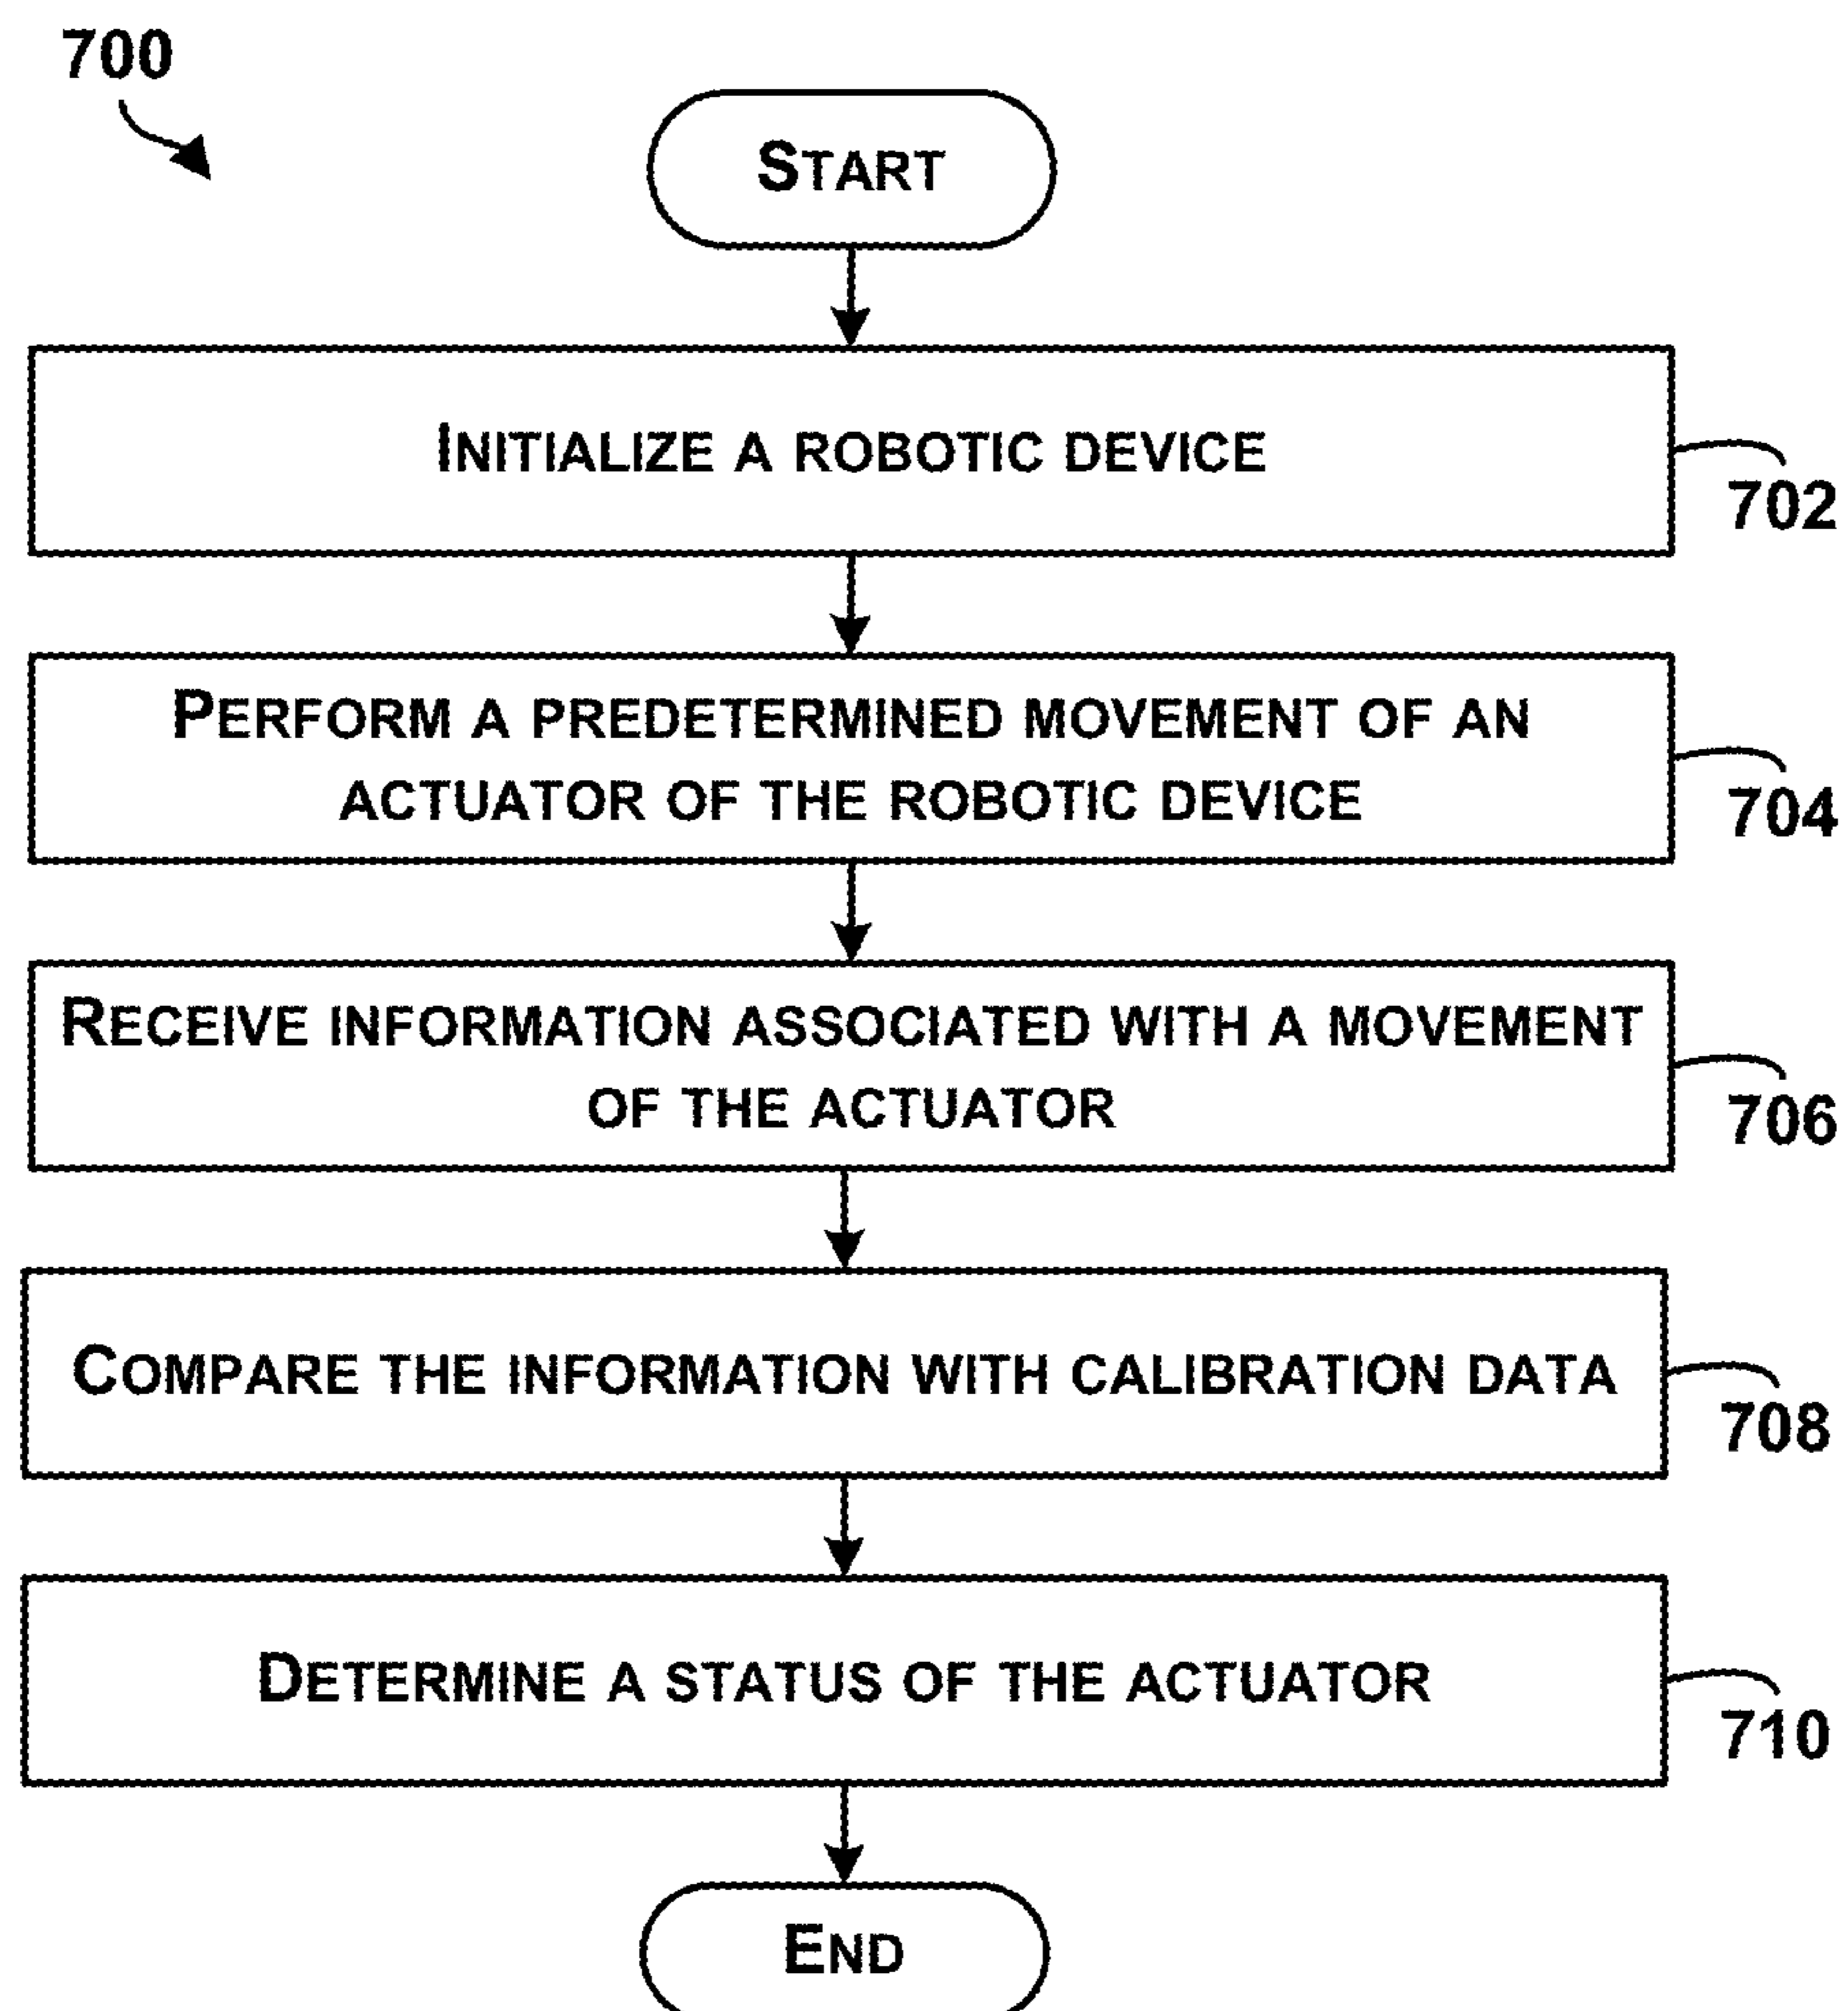 700
START
INITIALIZE A ROBOTIC DEVICE
702
PERFORM A PREDETERMINED MOVEMENT OF AN
ACTUATOR OF THE ROBOTIC DEVICE
704
RECEIVE INFORMATION ASSOCIATED WITH A MOVEMENT
OF THE ACTUATOR
706
COMPARE THE INFORMATION WITH CALIBRATION DATA
708
DETERMINE A STATUS OF THE ACTUATOR
710
END